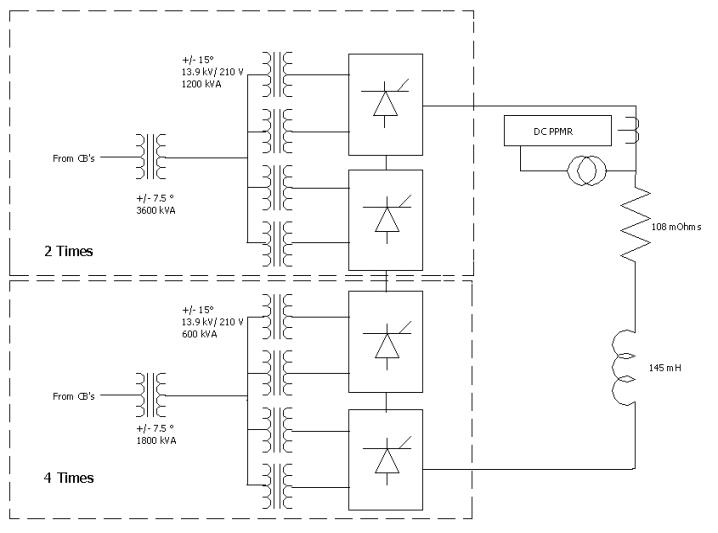 +/- 15°
13.9 kV/ 210 V
1200 kVA
From CB's
+/- 7.5 °
3600 kVA
2 Times
DC PPMR
108 mOhms
+/- 15°
13.9 kV/ 210 V
600 kVA
From CB's
+/- 7.5 °
1800 kVA
4 Times
145 mH